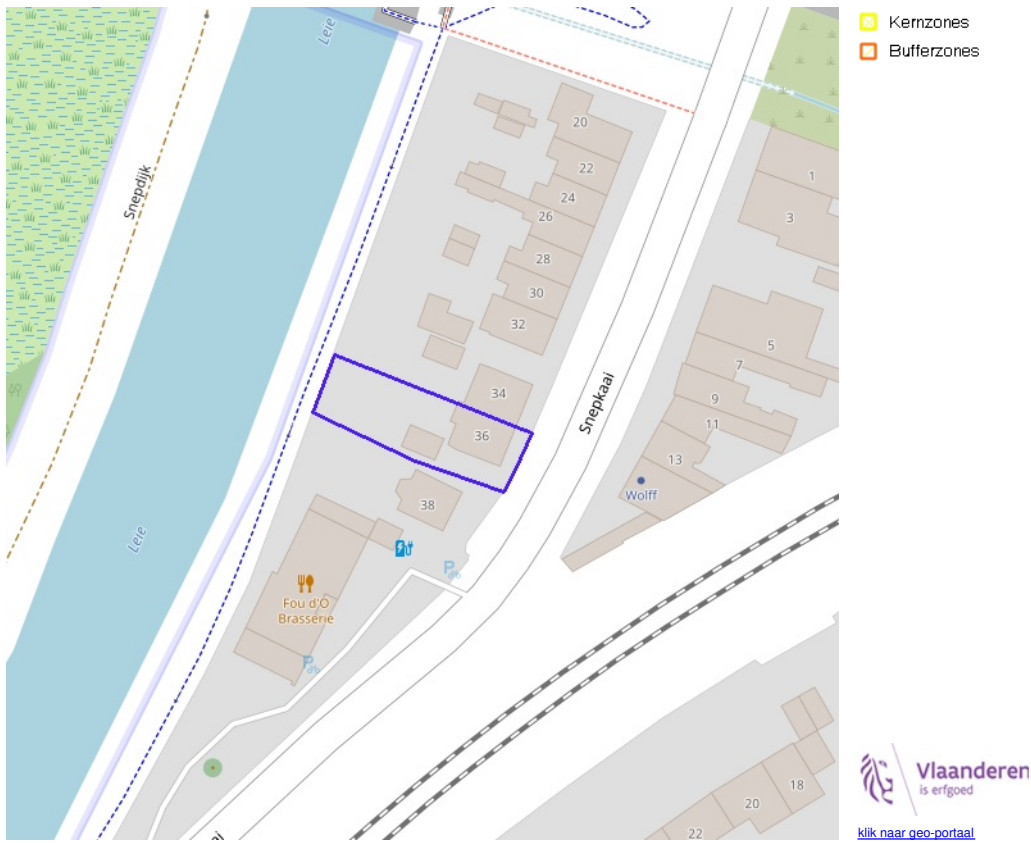 Leie
Kernzones
Bufferzones
20
22
1
Snepdijk
24
3
26
28
30
32
5
7
34
Snepkaai
9
11
36
13
Wolff
38
Leie
P
Fou d'O
Brasserie
P
Vlaanderen
is erfgoed
18
20
22
klik naar geo-portaal